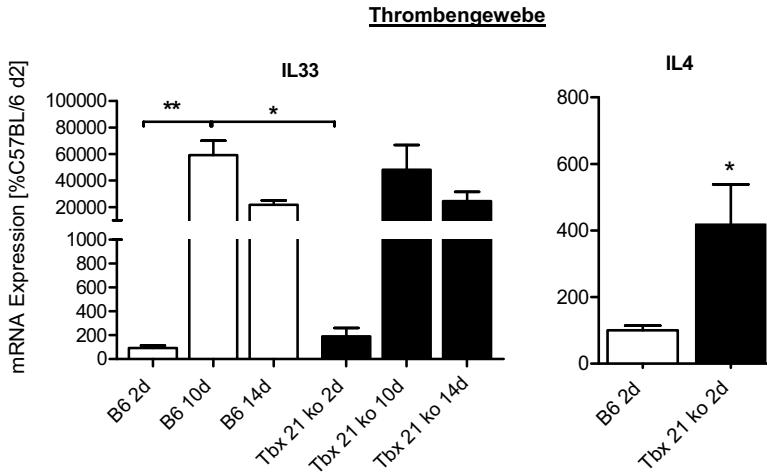 Thrombengewebe
IL33
mRNA Expression [%C57BL/6 d2]
100000
80000
60000
40000
20000
1000
800
600
400
200
0
**
*
B6 2d
B6 10d
B6 14d
Tbx 21 ko 2d
Tbx 21 ko 10d
Tbx 21 ko 14d
IL4
800
600
400
200
0
*
B6 2d
Tbx 21 ko 2d